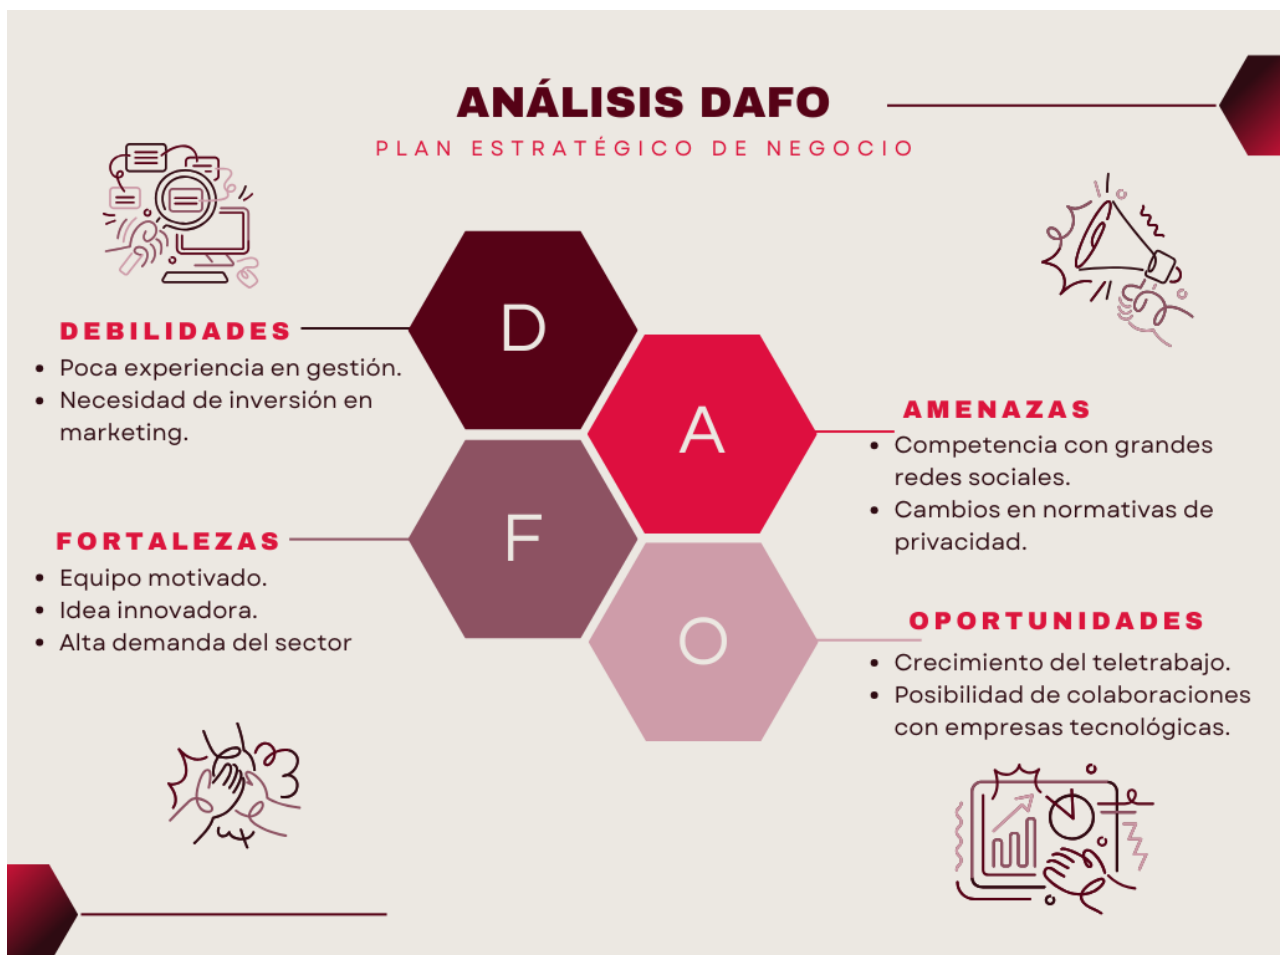 ANÁLISIS DAFO
PLAN ESTRATÉGICO DE NEGOCIO
D
DEBILIDADES
• Poca experiencia en gestión.
• Necesidad de inversión en
marketing.
A
AMENAZAS
• Competencia con grandes
redes sociales.
• Cambios en normativas de
privacidad.
F
FORTALEZAS
• Equipo motivado.
• Idea innovadora.
• Alta demanda del sector
O
OPORTUNIDADES
• Crecimiento del teletrabajo.
• Posibilidad de colaboraciones
con empresas tecnológicas.